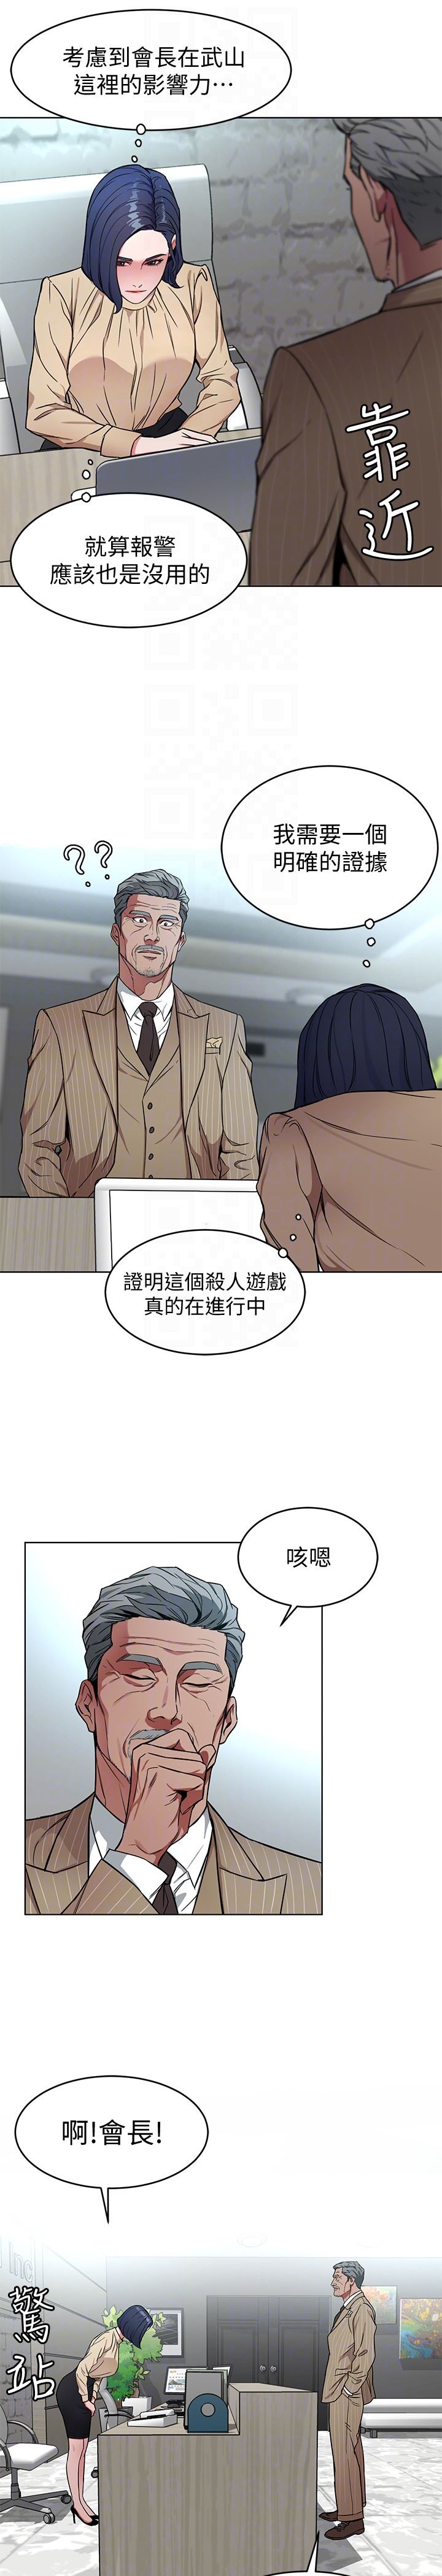 考慮到會長在武山
這裡的影響力…
靠近
就算報警
應該也是沒用的
??
我需要一個
明確的證據
證明這個殺人遊戲
真的在進行中
咳嗯
啊!會長!
Inc
驚站